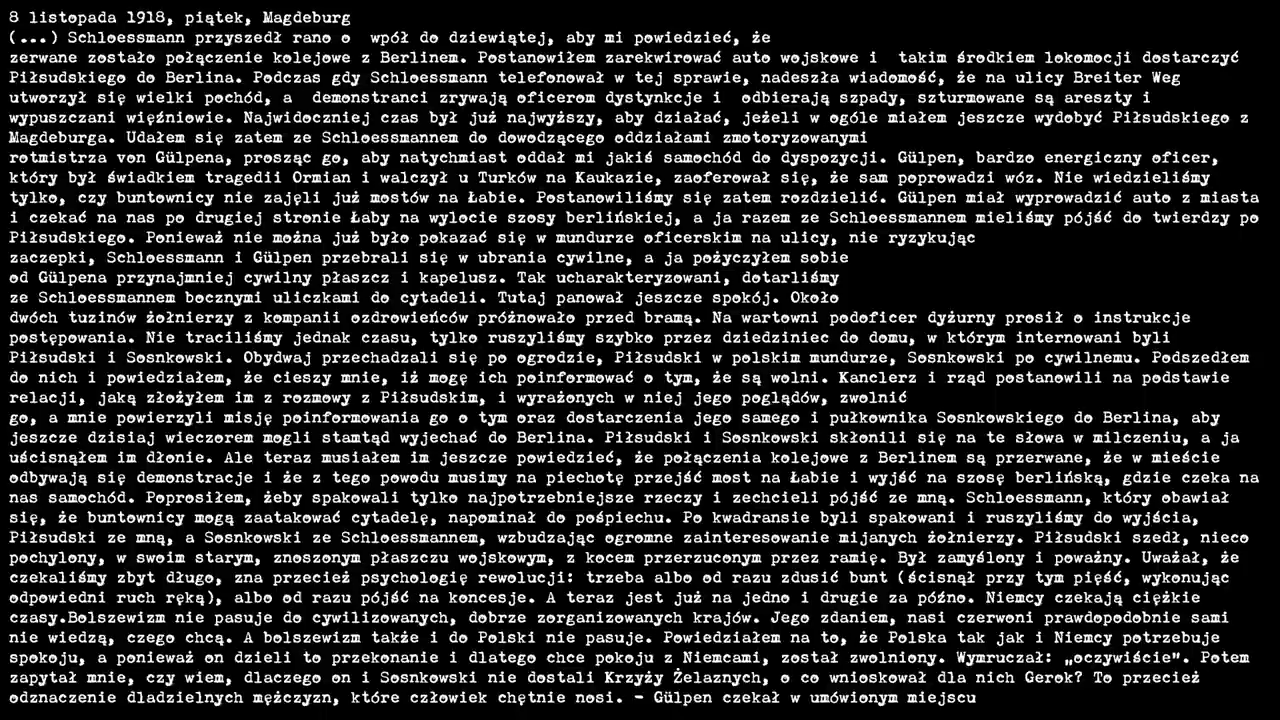 8 listopada 1918, piątek, Magdeburg
(...) Schloessmann przyszedł rano o  wpół do dziewiątej, aby mi powiedzieć, że
zerwane zostało połączenie kolejowe z Berlinem. Postanowiłem zarekwirować auto wojskowe i  takim środkiem lokomocji dostarczyć
Piłsudskiego do Berlina. Podczas gdy Schloessmann telefonował w tej sprawie, nadeszła wiadomość, że na ulicy Breiter Weg
utworzył się wielki pochód, a  demonstranci zrywają oficerom dystynkcje i  odbierają szpady, szturmowane są areszty i
wypuszczani więźniowie. Najwidoczniej czas był już najwyższy, aby działać, jeżeli w ogóle miałem jeszcze wydobyć Piłsudskiego z
Magdeburga. Udałem się zatem ze Schloessmannem do dowodzącego oddziałami zmotoryzowanymi
rotmistrza von Gülpena, prosząc go, aby natychmiast oddał mi jakiś samochód do dyspozycji. Gülpen, bardzo energiczny oficer,
który był świadkiem tragedii Ormian i walczył u Turków na Kaukazie, zaoferował się, że sam poprowadzi wóz. Nie wiedzieliśmy
tylko, czy buntownicy nie zajęli już mostów na Łabie. Postanowiliśmy się zatem rozdzielić. Gülpen miał wyprowadzić auto z miasta
i czekać na nas po drugiej stronie Łaby na wylocie szosy berlińskiej, a ja razem ze Schloessmannem mieliśmy pójść do twierdzy po
Piłsudskiego. Ponieważ nie można już było pokazać się w mundurze oficerskim na ulicy, nie ryzykując
zaczepki, Schloessmann i Gülpen przebrali się w ubrania cywilne, a ja pożyczyłem sobie
od Gülpena przynajmniej cywilny płaszcz i kapelusz. Tak ucharakteryzowani, dotarliśmy
ze Schloessmannem bocznymi uliczkami do cytadeli. Tutaj panował jeszcze spokój. Około
dwóch tuzinów żołnierzy z kompanii ozdrowieńców próżnowało przed bramą. Na wartowni podoficer dyżurny prosił o instrukcje
postępowania. Nie traciliśmy jednak czasu, tylko ruszyliśmy szybko przez dziedziniec do domu, w którym internowani byli
Piłsudski i Sosnkowski. Obydwaj przechadzali się po ogrodzie, Piłsudski w polskim mundurze, Sosnkowski po cywilnemu. Podszedłem
do nich i powiedziałem, że cieszy mnie, iż mogę ich poinformować o tym, że są wolni. Kanclerz i rząd postanowili na podstawie
relacji, jaką złożyłem im z rozmowy z Piłsudskim, i wyrażonych w niej jego poglądów, zwolnić
go, a mnie powierzyli misję poinformowania go o tym oraz dostarczenia jego samego i pułkownika Sosnkowskiego do Berlina, aby
jeszcze dzisiaj wieczorem mogli stamtąd wyjechać do Berlina. Piłsudski i Sosnkowski skłonili się na te słowa w milczeniu, a ja
uścisnąłem im dłonie. Ale teraz musiałem im jeszcze powiedzieć, że połączenia kolejowe z Berlinem są przerwane, że w mieście
odbywają się demonstracje i że z tego powodu musimy na piechotę przejść most na Łabie i wyjść na szosę berlińską, gdzie czeka na
nas samochód. Poprosiłem, żeby spakowali tylko najpotrzebniejsze rzeczy i zechcieli pójść ze mną. Schloessmann, który obawiał
się, że buntownicy mogą zaatakować cytadelę, napominał do pośpiechu. Po kwadransie byli spakowani i ruszyliśmy do wyjścia,
Piłsudski ze mną, a Sosnkowski ze Schloessmannem, wzbudzając ogromne zainteresowanie mijanych żołnierzy. Piłsudski szedł, nieco
pochylony, w swoim starym, znoszonym płaszczu wojskowym, z kocem przerzuconym przez ramię. Był zamyślony i poważny. Uważał, że
czekaliśmy zbyt długo, zna przecież psychologię rewolucji: trzeba albo od razu zdusić bunt (ścisnął przy tym pięść, wykonując
odpowiedni ruch ręką), albo od razu pójść na koncesje. A teraz jest już na jedno i drugie za późno. Niemcy czekają ciężkie
czasy.Bolszewizm nie pasuje do cywilizowanych, dobrze zorganizowanych krajów. Jego zdaniem, nasi czerwoni prawdopodobnie sami
nie wiedzą, czego chcą. A bolszewizm także i do Polski nie pasuje. Powiedziałem na to, że Polska tak jak i Niemcy potrzebuje
spokoju, a ponieważ on dzieli to przekonanie i dlatego chce pokoju z Niemcami, został zwolniony. Wymruczał: „oczywiście". Potem
zapytał mnie, czy wiem, dlaczego on i Sosnkowski nie dostali Krzyży Żelaznych, o co wnioskował dla nich Gerok? To przecież
odznaczenie dladzielnych mężczyzn, które człowiek chętnie nosi. – Gülpen czekał w umówionym miejscu